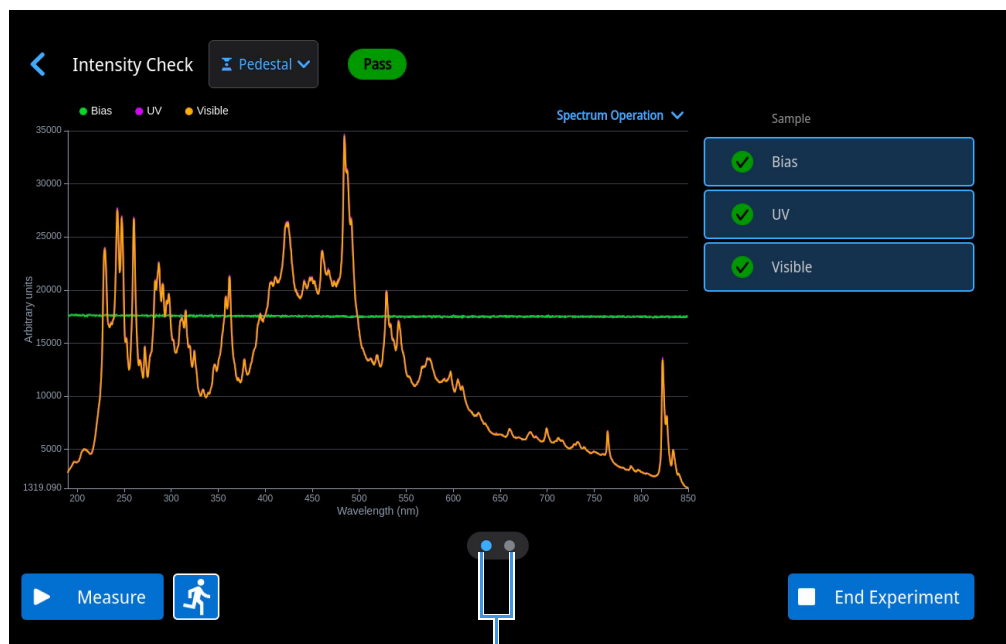 Intensity Check
Pedestal
Pass
Bias
UV
Visible
Spectrum Operation
Sample
Bias
UV
Visible
35000
30000
25000
20000
15000
10000
5000
1319.090
Arbitrary units
200 250 300 350 400 450 500 550 600 650 700 750 800 850
Wavelength (nm)
Measure
End Experiment